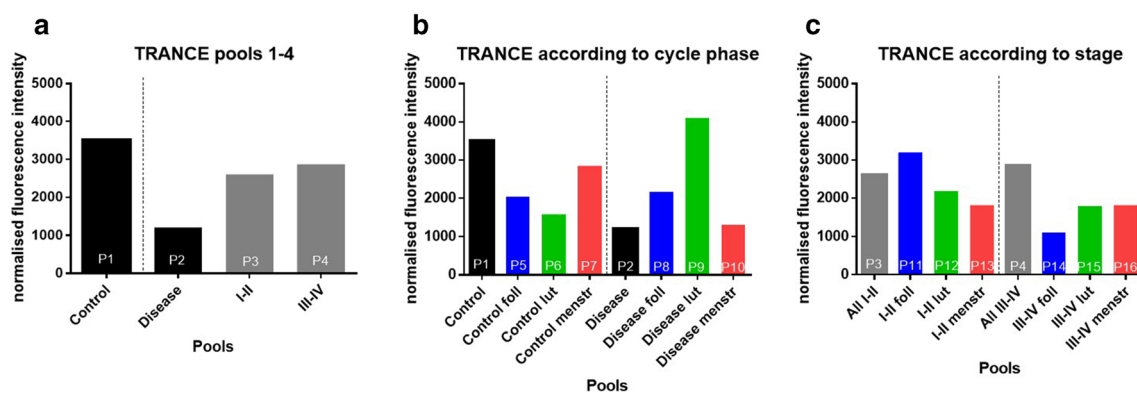 a
TRANCE pools 1-4
normalised fluorescence intensity
5000
4000
3000
2000
1000
0
P1
P2
P3
P4
Control
Disease
I-II
III-IV
Pools
b
TRANCE according to cycle phase
normalised fluorescence intensity
5000
4000
3000
2000
1000
0
P1
P5
P6
P7
P2
P8
P9
P10
Control
Control foll
Control lut
Control menstr
Disease
Disease foll
Disease lut
Disease menstr
Pools
c
TRANCE according to stage
normalised fluorescence intensity
5000
4000
3000
2000
1000
0
P3
P11
P12
P13
P4
P14
P15
P16
All I-II
I-II foll
I-II lut
I-II menstr
All III-IV
III-IV foll
III-IV lut
III-IV menstr
Pools